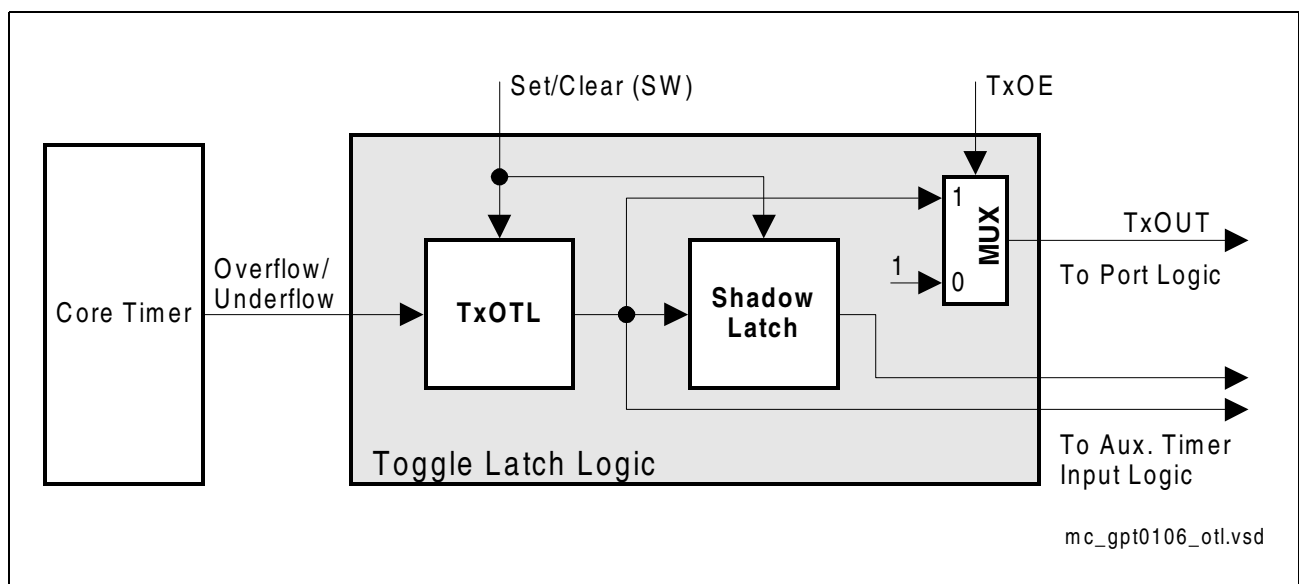 Set/Clear (SW)
TxOE
Core Timer
Overflow/
Underflow
TxOTL
Shadow
Latch
1
MUX
1
0
TxOUT
To Port Logic
To Aux. Timer
Input Logic
Toggle Latch Logic
mc_gpt0106_otl.vsd